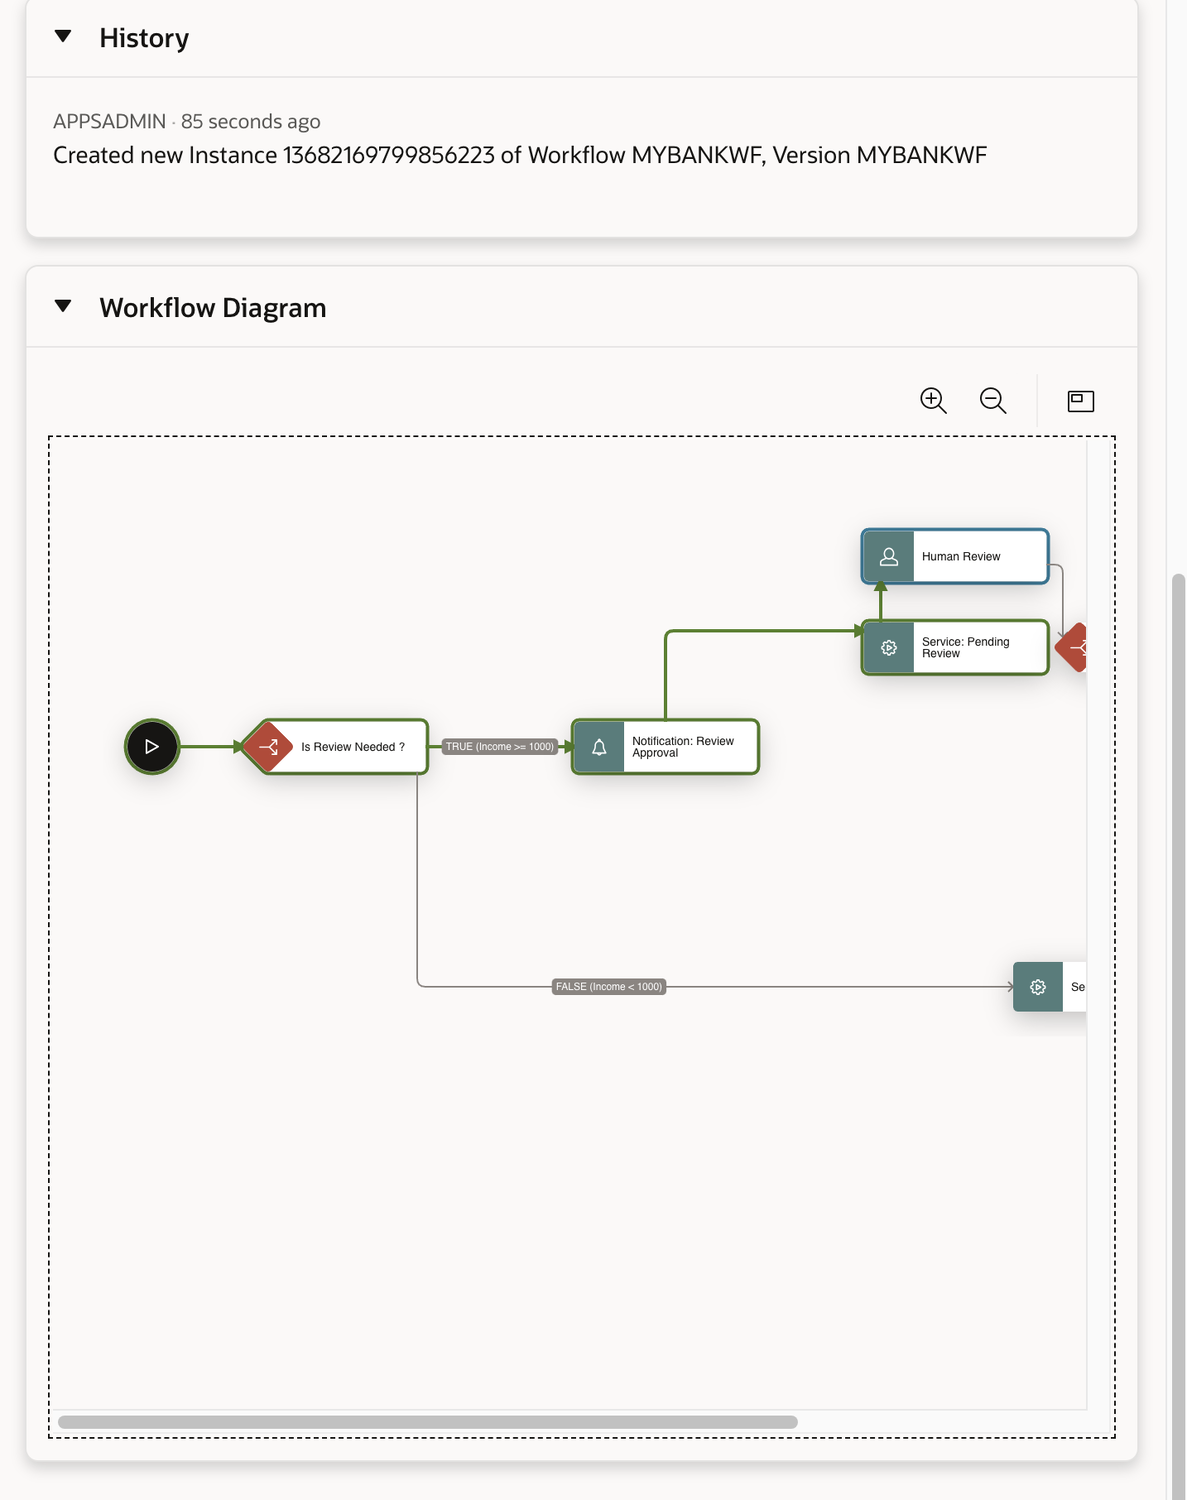 History
APPSADMIN · 85 seconds ago
Created new Instance 13682169799856223 of Workflow MYBANKWF, Version MYBANKWF
Workflow Diagram
Human Review
Service: Pending
Review
Is Review Needed ?
TRUE (Income >= 1000)
Notification: Review
Approval
FALSE (Income < 1000)
Se